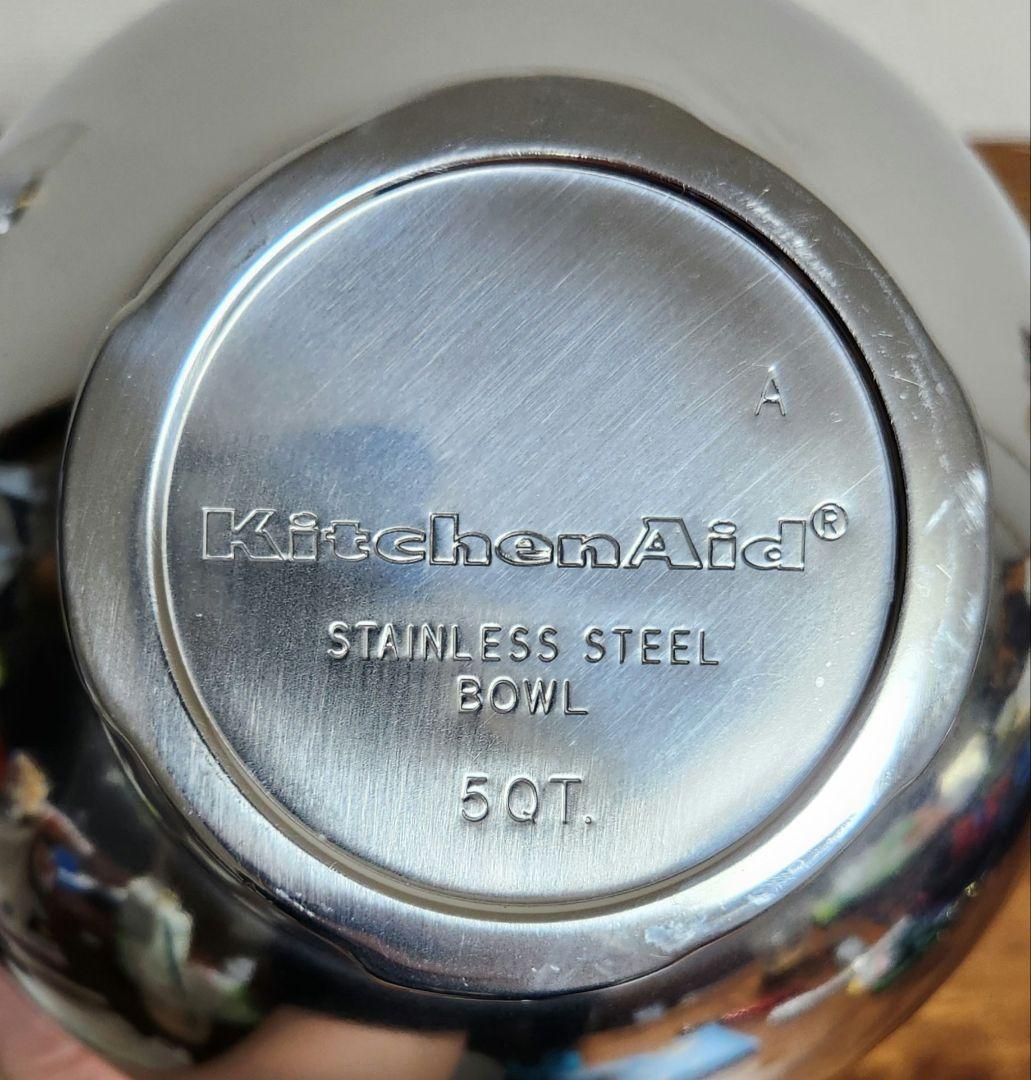 A
KitchenAid®
STAINLESS STEEL
BOWL
5QT.